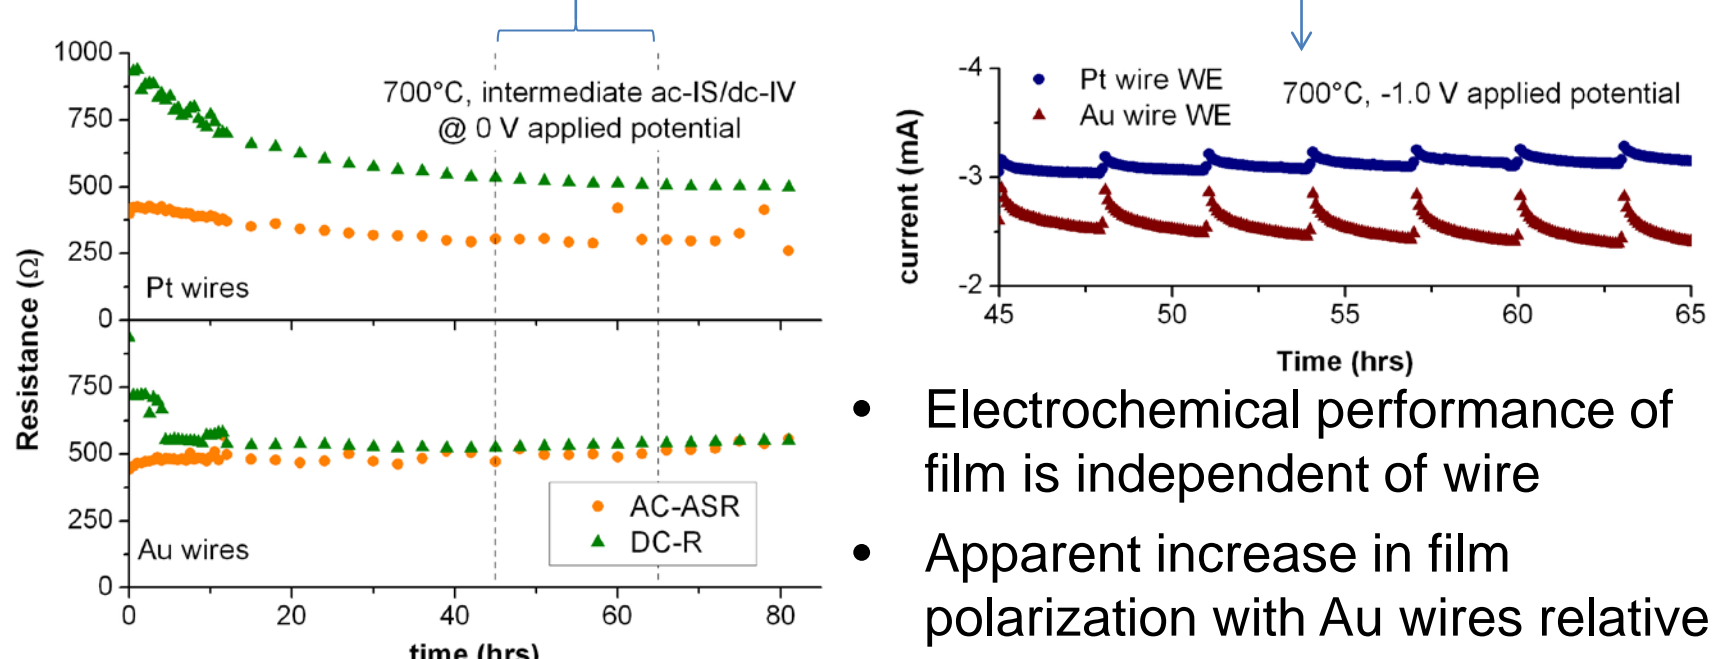 1000
750
500
250
0
750
500
250
0
Resistance (Ω)
700°C, intermediate ac-IS/dc-IV
@ 0 V applied potential
Pt wires
AC-ASR
DC-R
Au wires
0 20 40 60 80
time (hrs)
-4
-3
-2
current (mA)
Pt wire WE
Au wire WE
700°C, -1.0 V applied potential
45 50 55 60 65
Time (hrs)
• Electrochemical performance of
film is independent of wire
• Apparent increase in film
polarization with Au wires relative